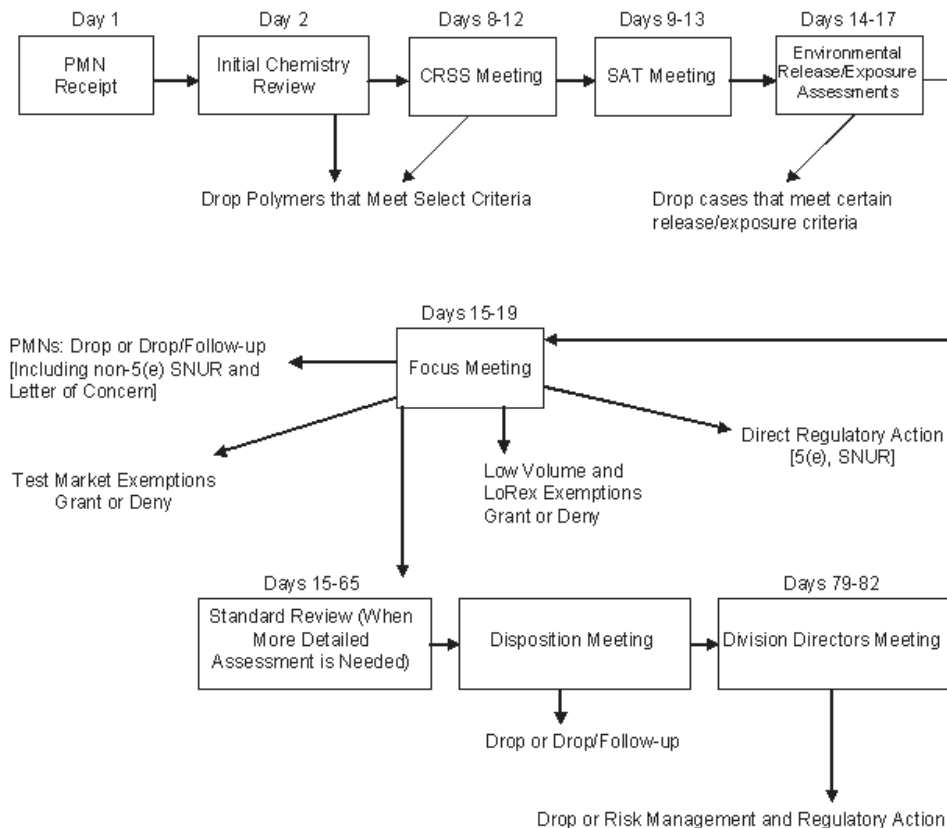 Day 1
Day 2
Days 8-12
Days 9-13
Days 14-17
PMN
Receipt
Initial Chemistry
Review
CRSS Meeting
SAT Meeting
Environmental
Release/Exposure
Assessments
Drop Polymers that Meet Select Criteria
Drop cases that meet certain
release/exposure criteria
Days 15-19
Focus Meeting
PMNs: Drop or Drop/Follow-up
[Including non-5(e) SNUR and
Letter of Concern]
Direct Regulatory Action
[5(e), SNUR]
Test Market Exemptions
Grant or Deny
Low Volume and
LoRex Exemptions
Grant or Deny
Days 15-65
Days 79-82
Standard Review (When
More Detailed
Assessment is Needed)
Disposition Meeting
Division Directors Meeting
Drop or Drop/Follow-up
Drop or Risk Management and Regulatory Action